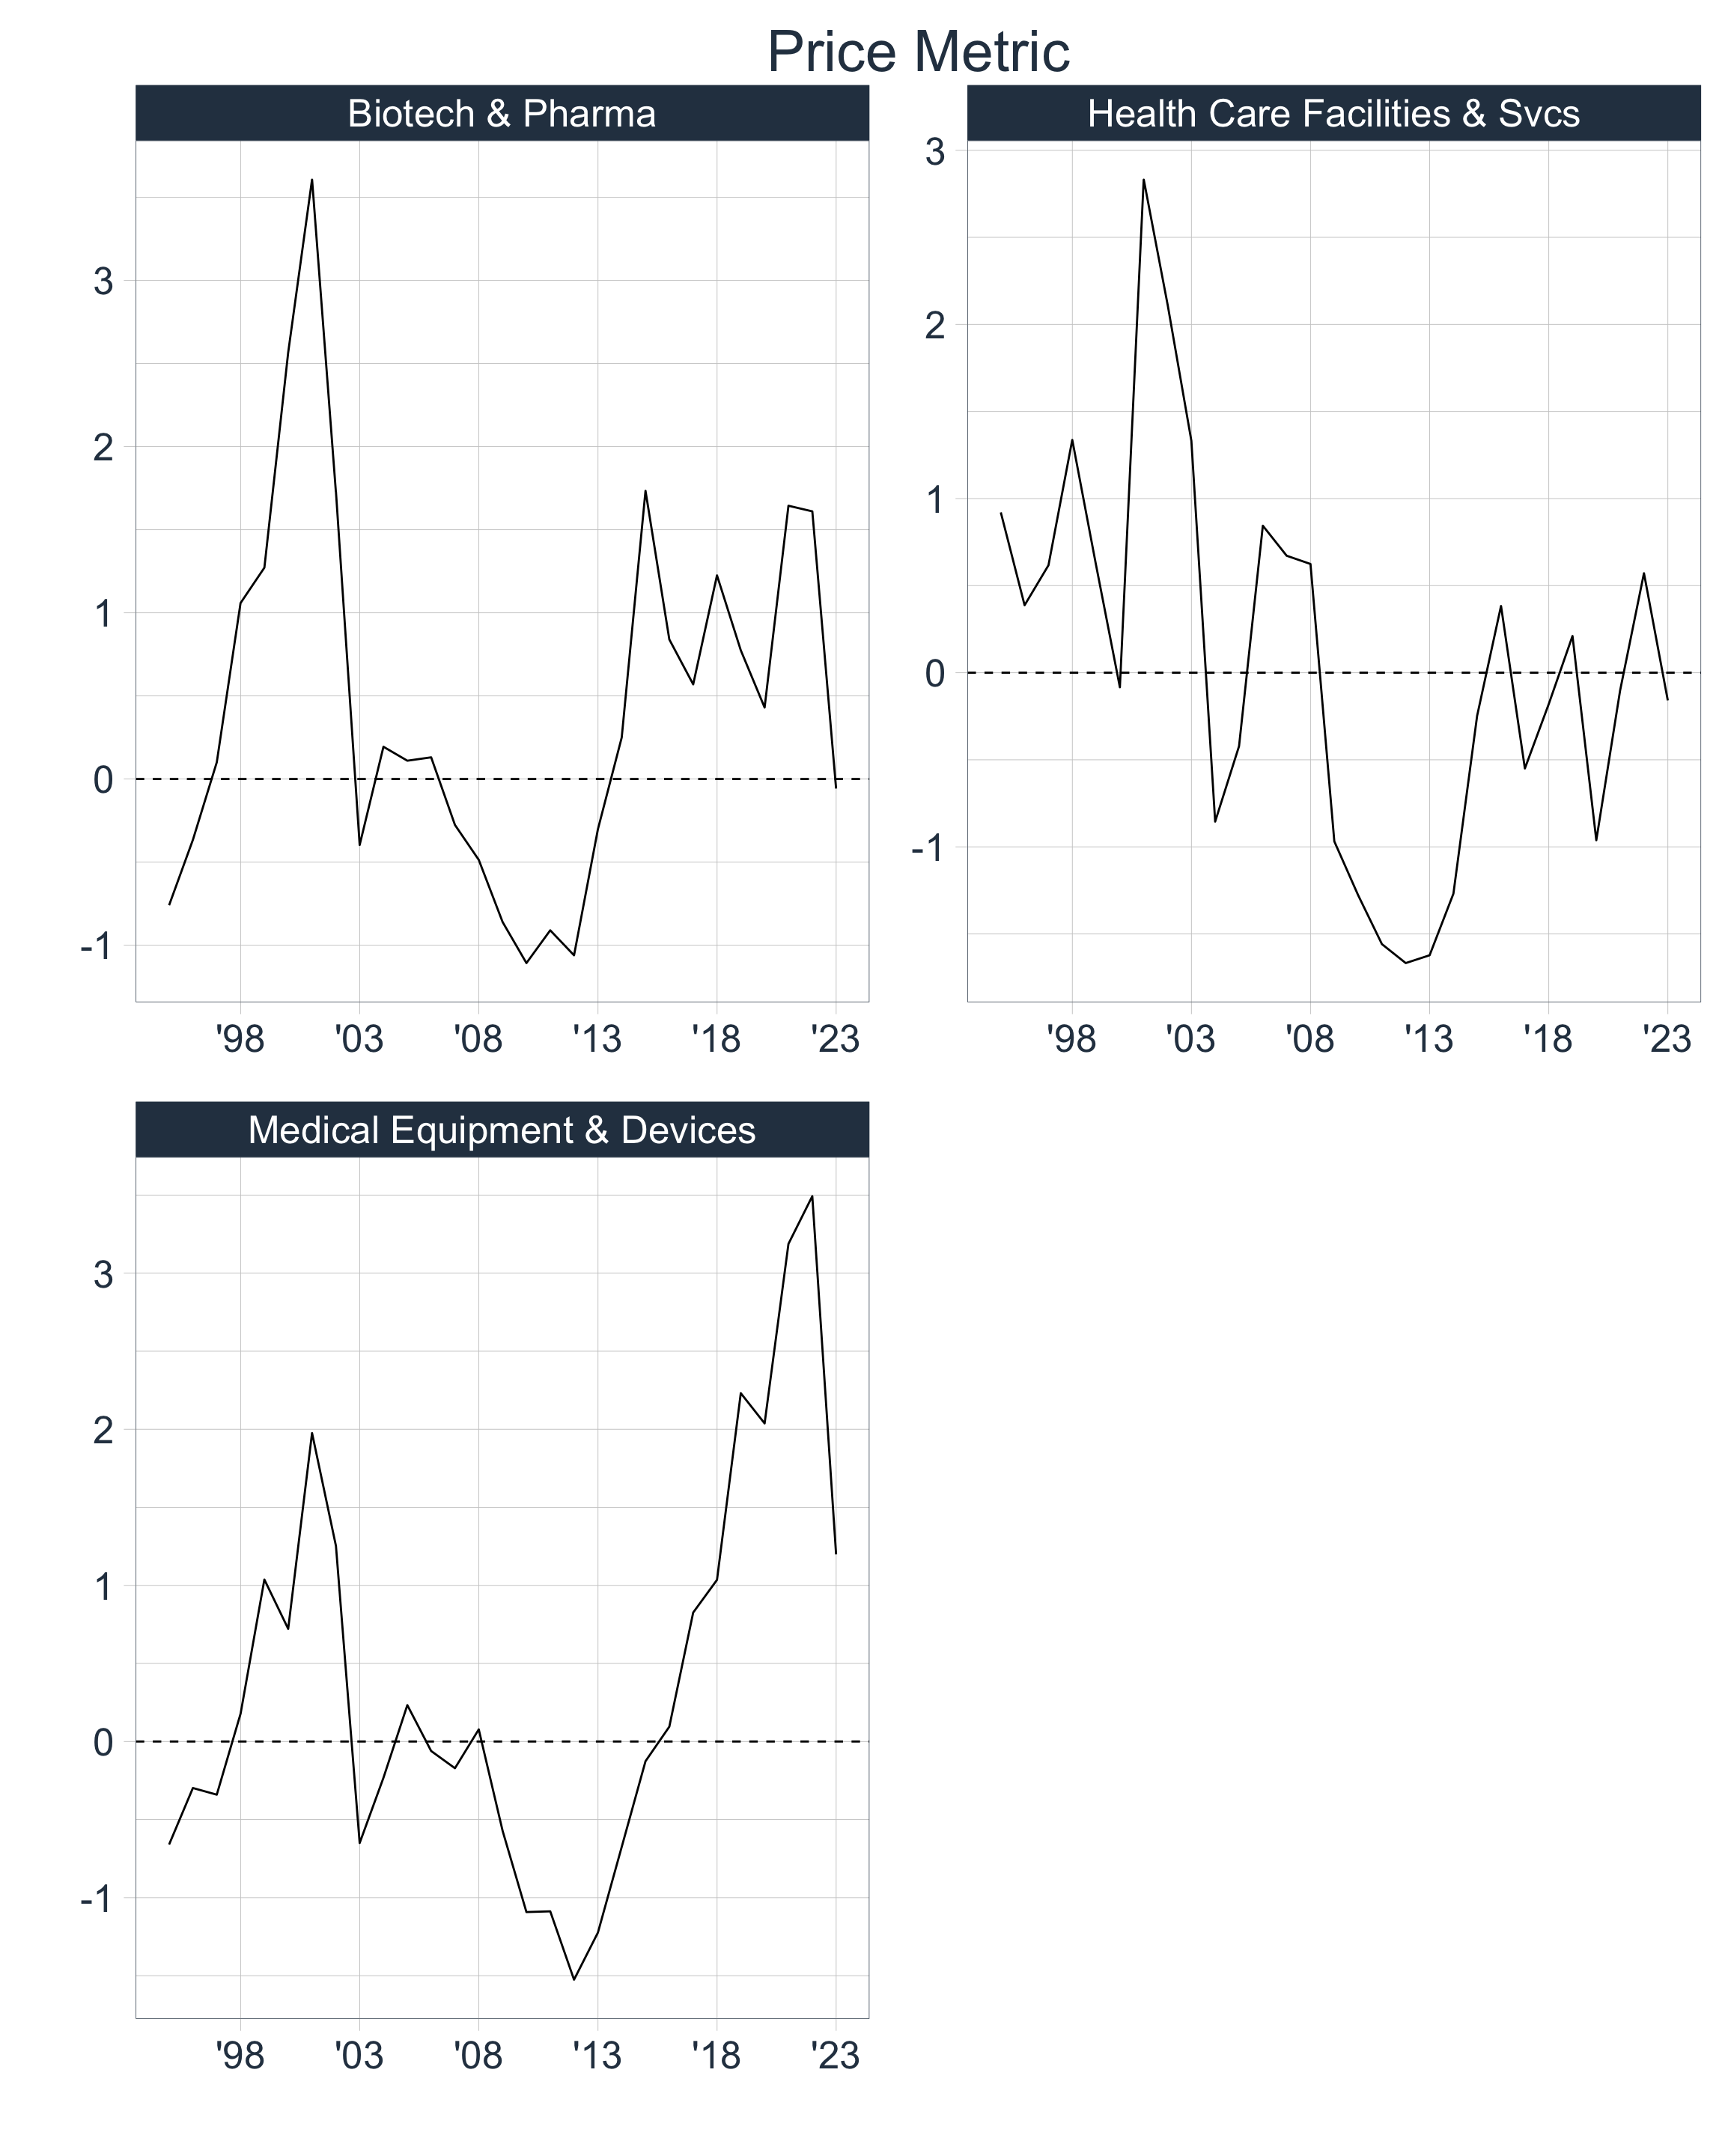 Price Metric
Biotech & Pharma
3
2
1
0
-1
'98 '03 '08 '13 '18 '23
Health Care Facilities & Svcs
3
2
1
0
-1
'98 '03 '08 '13 '18 '23
Medical Equipment & Devices
3
2
1
0
-1
'98 '03 '08 '13 '18 '23